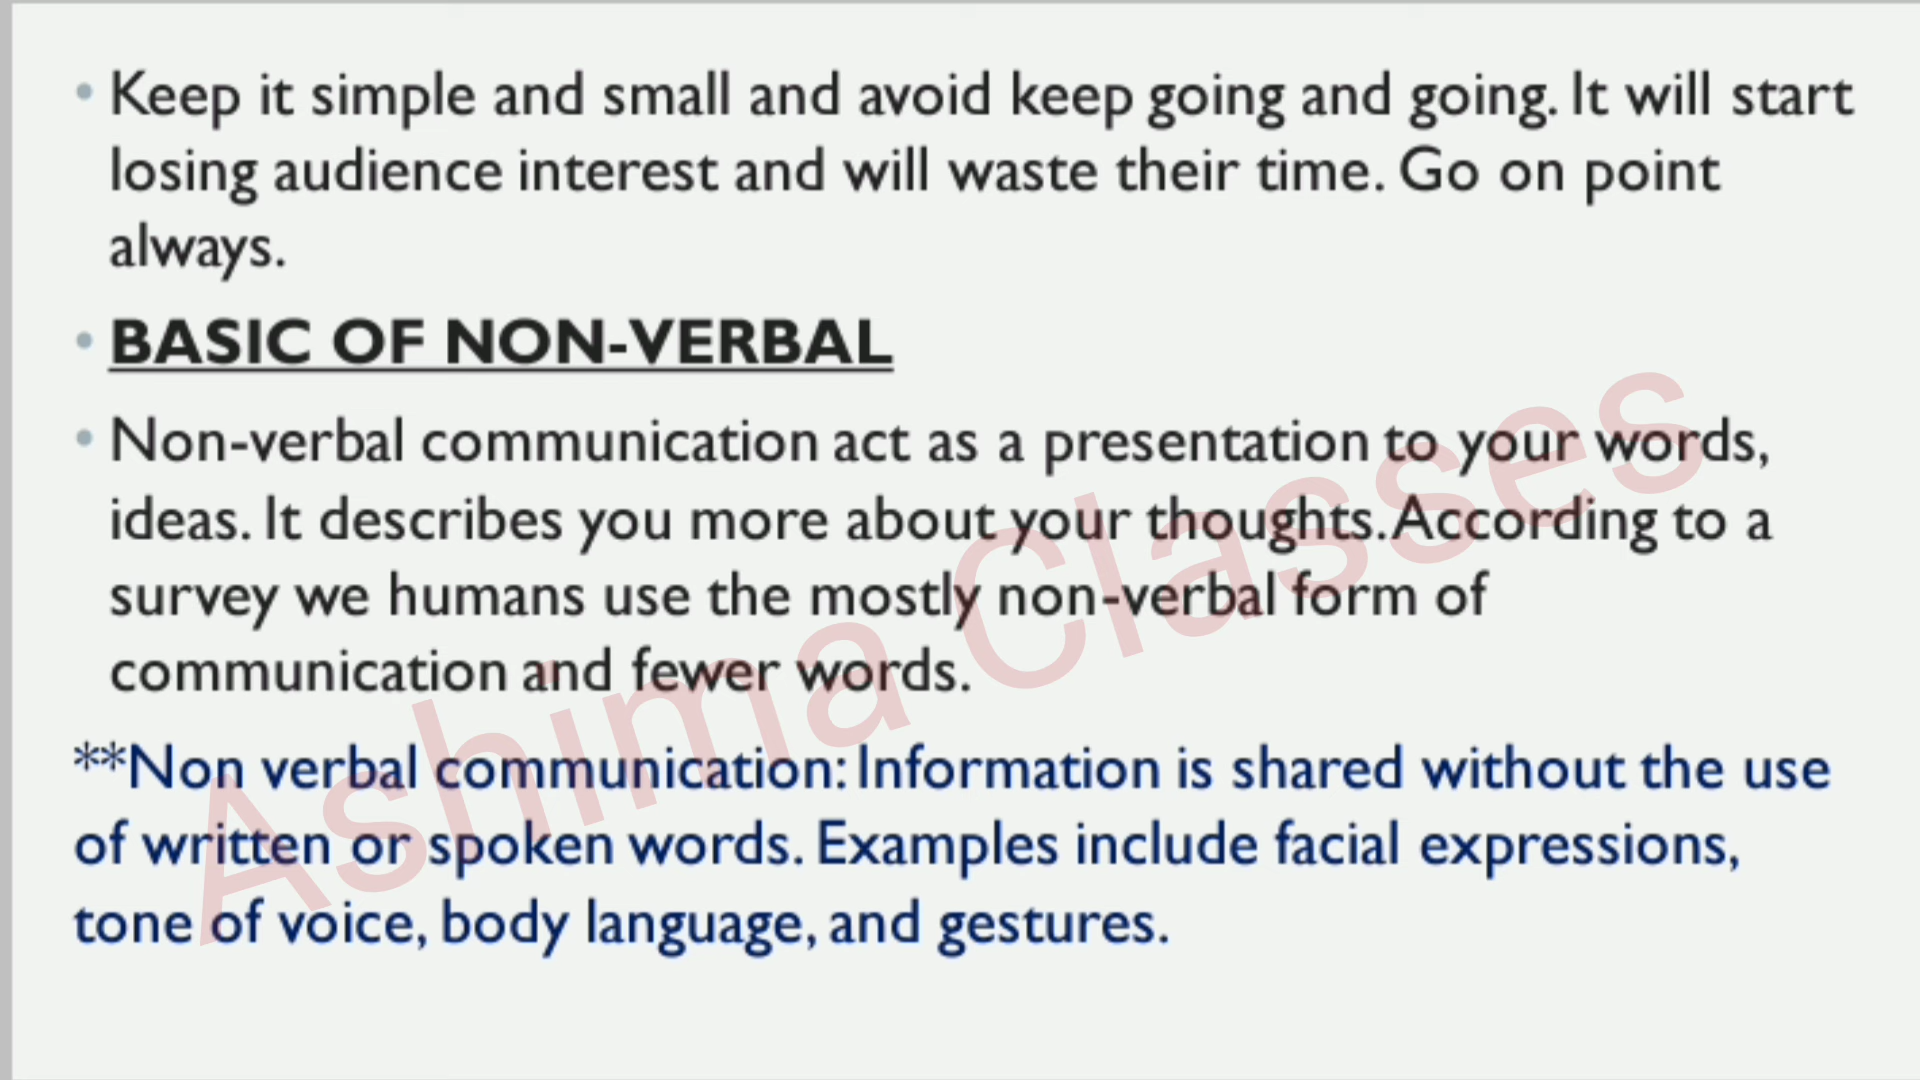 • Keep it simple and small and avoid keep going and going. It will start
losing audience interest and will waste their time. Go on point
always.
• BASIC OF NON-VERBAL
• Non-verbal communication act as a presentation to your words,
ideas. It describes you more about your thoughts. According to a
survey we humans use the mostly non-verbal form of
communication and fewer words.
**Non verbal communication: Information is shared without the use
of written or spoken words. Examples include facial expressions,
tone of voice, body language, and gestures.
Ashima Classes